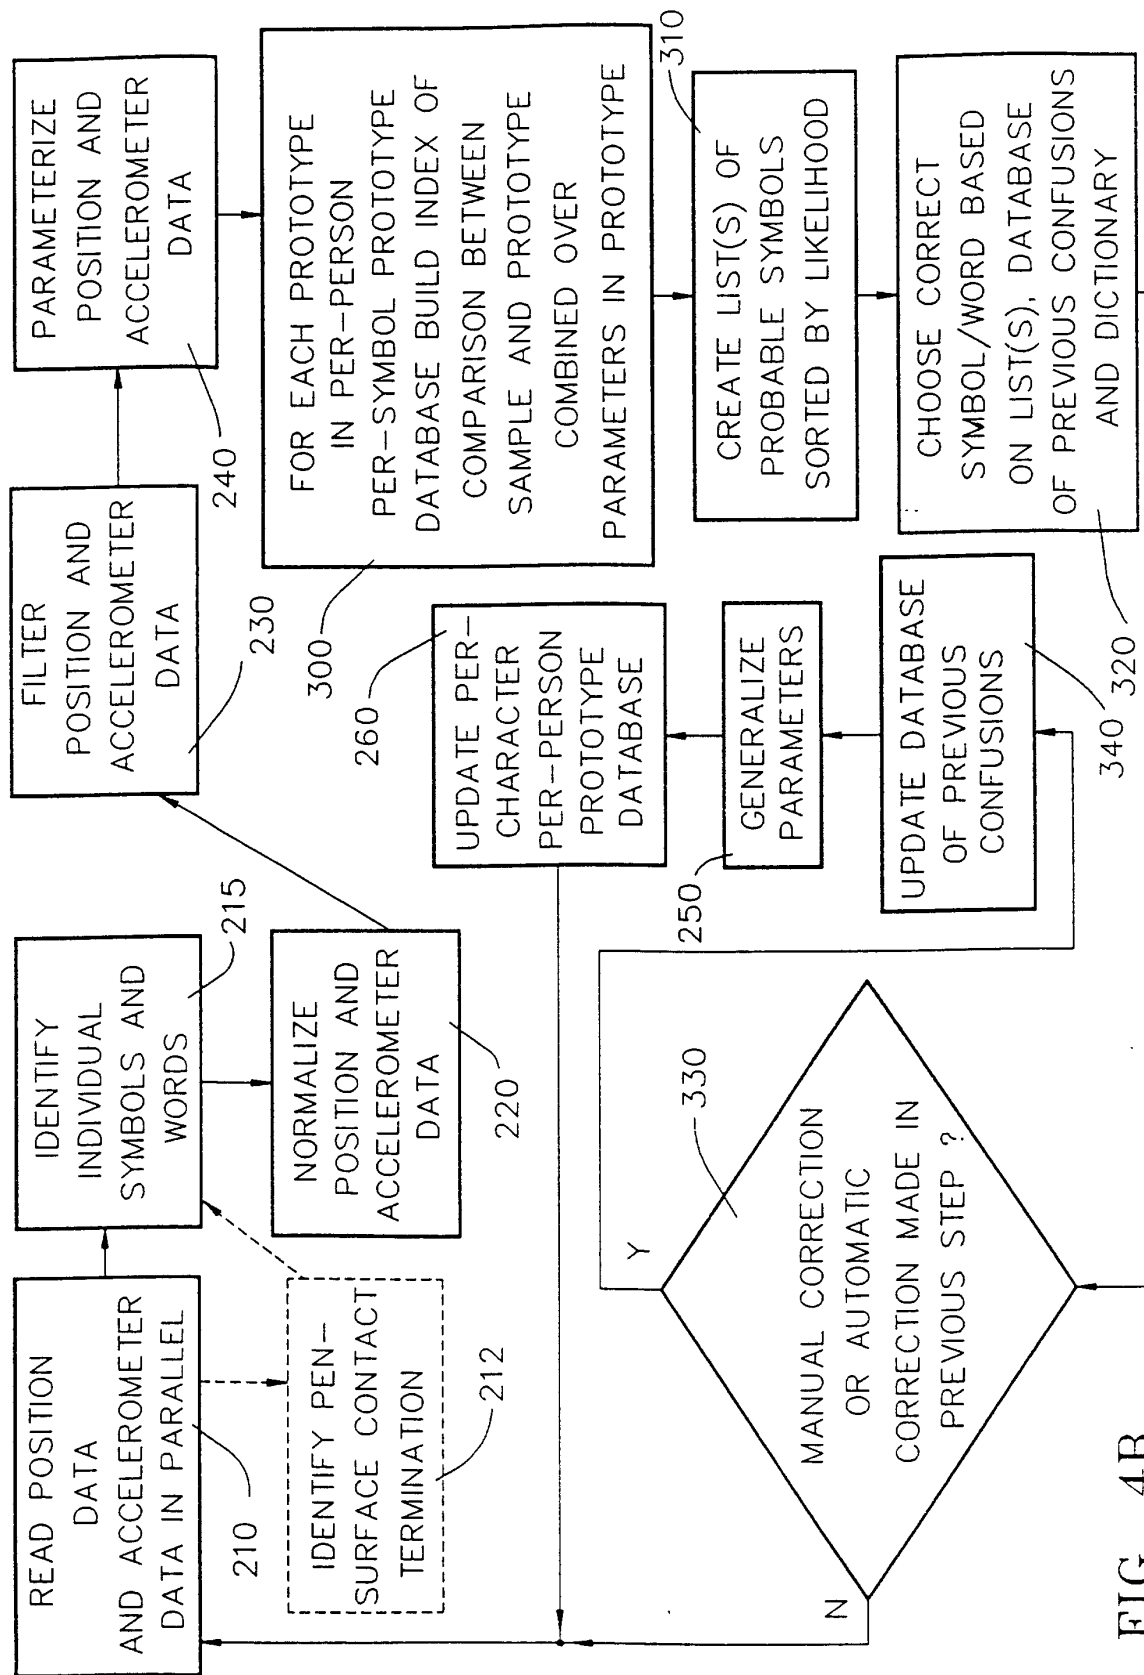 READ POSITION
DATA
AND ACCELEROMETER
DATA IN PARALLEL
210
IDENTIFY PEN-
SURFACE CONTACT
TERMINATION
212
IDENTIFY
INDIVIDUAL
SYMBOLS AND
WORDS
215
NORMALIZE
POSITION AND
ACCELEROMETER
DATA
220
FILTER
POSITION AND
ACCELEROMETER
DATA
230
PARAMETERIZE
POSITION AND
ACCELEROMETER
DATA
240
FOR EACH PROTOTYPE
IN PER-PERSON
PER-SYMBOL PROTOTYPE
DATABASE BUILD INDEX OF
COMPARISON BETWEEN
SAMPLE AND PROTOTYPE
COMBINED OVER
PARAMETERS IN PROTOTYPE
300
CREATE LIST(S) OF
PROBABLE SYMBOLS
SORTED BY LIKELIHOOD
310
CHOOSE CORRECT
SYMBOL/WORD BASED
ON LIST(S), DATABASE
OF PREVIOUS CONFUSIONS
AND DICTIONARY
320
MANUAL CORRECTION
OR AUTOMATIC
CORRECTION MADE IN
PREVIOUS STEP ?
330
Y
N
UPDATE DATABASE
OF PREVIOUS
CONFUSIONS
340
GENERALIZE
PARAMETERS
250
UPDATE PER-
CHARACTER
PER-PERSON
PROTOTYPE
DATABASE
260
FIG. 4B